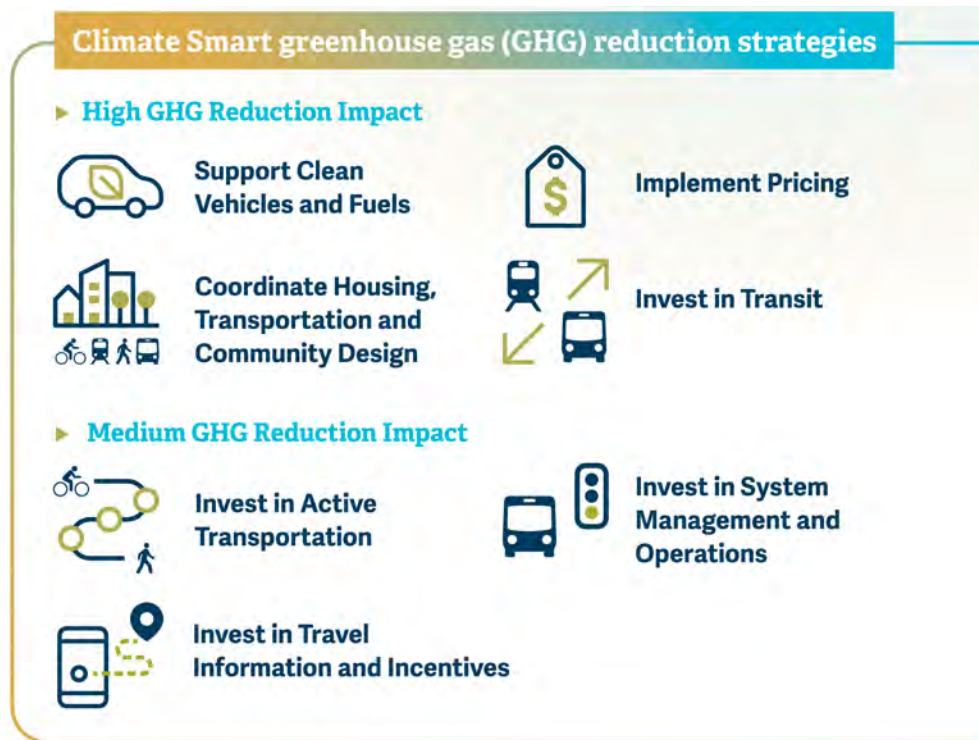 Climate Smart greenhouse gas (GHG) reduction strategies
High GHG Reduction Impact
Support Clean
Vehicles and Fuels
Implement Pricing
$
Coordinate Housing,
Transportation and
Community Design
Invest in Transit
Medium GHG Reduction Impact
Invest in Active
Transportation
Invest in System
Management and
Operations
Invest in Travel
Information and Incentives